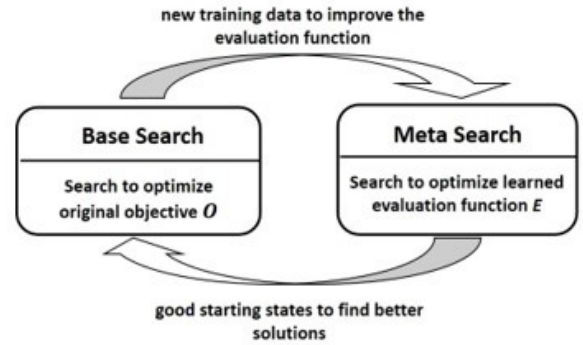 new training data to improve the
evaluation function
Base Search
Search to optimize
original objective O
Meta Search
Search to optimize learned
evaluation function E
good starting states to find better
solutions